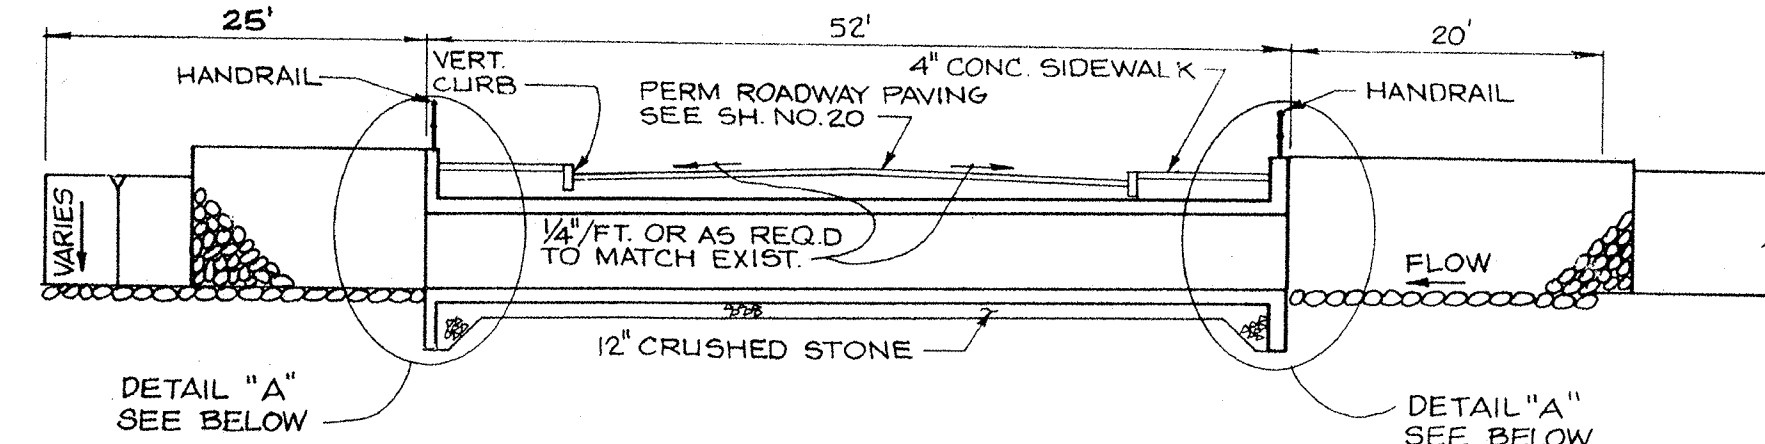 25'
52'
20'
HANDRAIL
VERT.
CURB
PERM ROADWAY PAVING
SEE SH. NO. 20
4" CONC. SIDEWALK
HANDRAIL
VARIES
1/4"/FT. OR AS REQ.D
TO MATCH EXIST.
FLOW
12" CRUSHED STONE
DETAIL "A"
SEE BELOW
DETAIL "A"
SEE BELOW